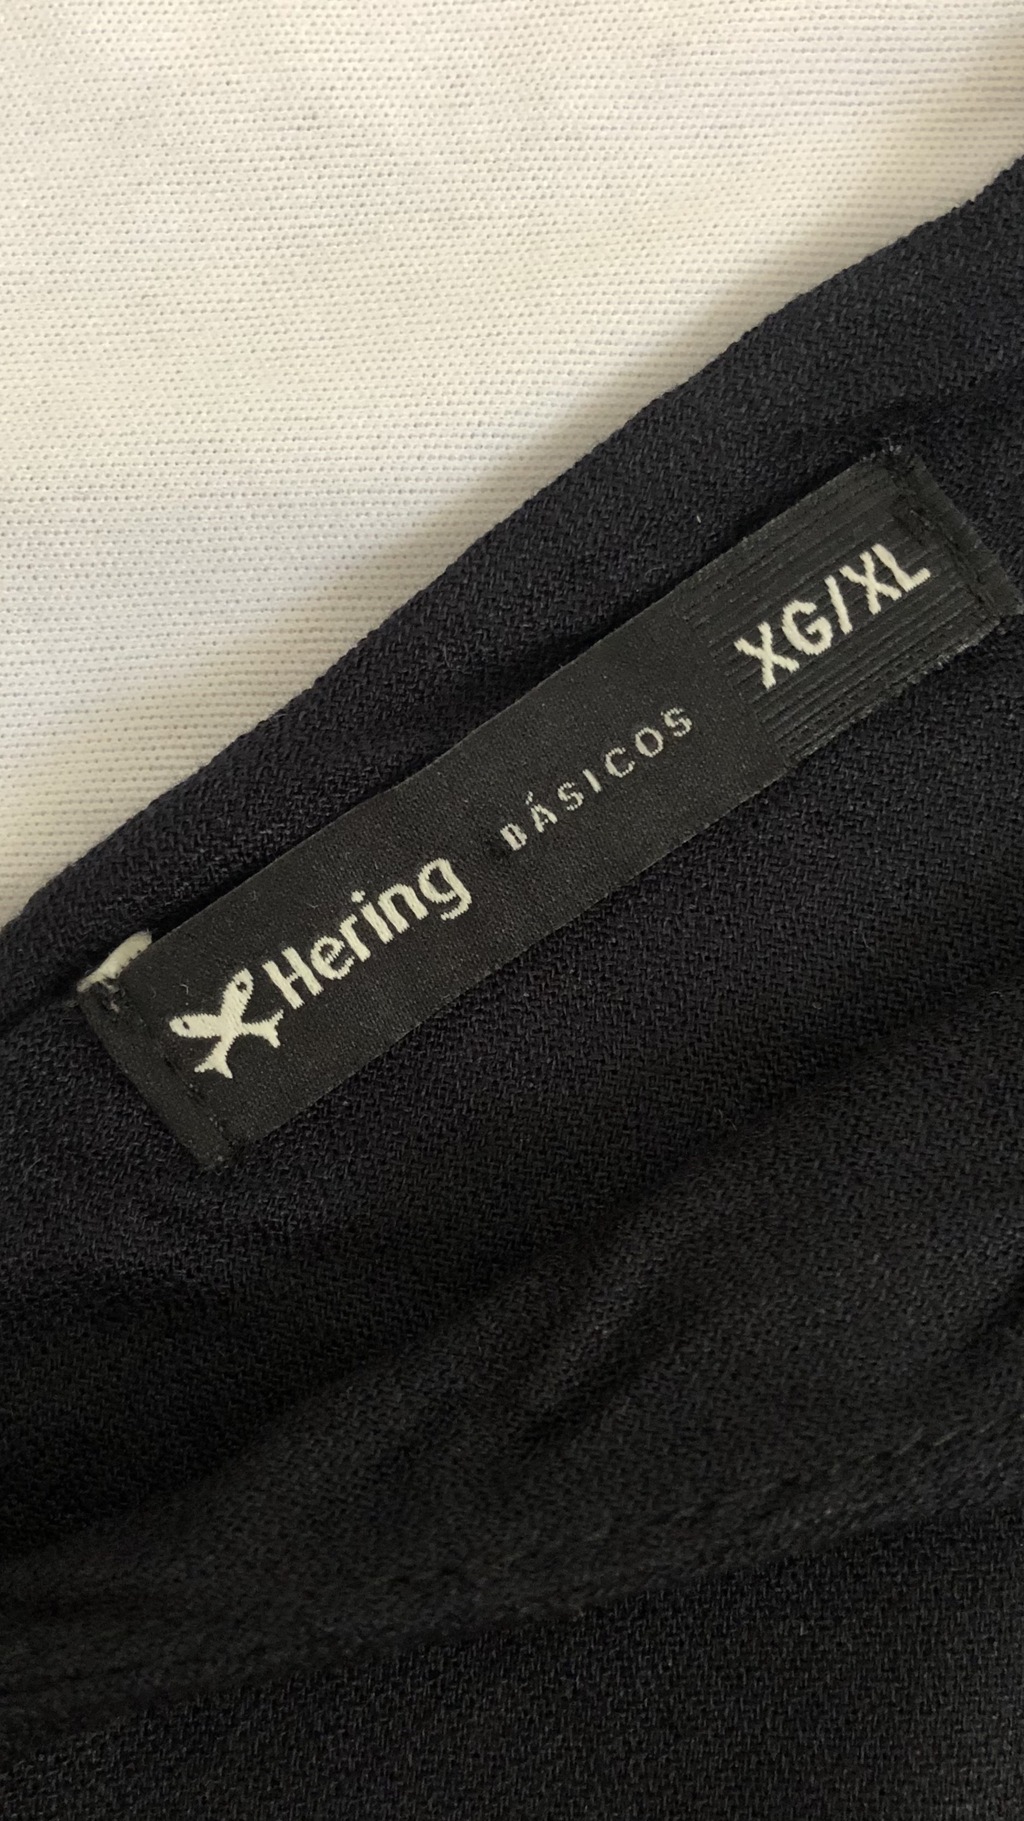 Hering
BÁSICOS
XG/XL